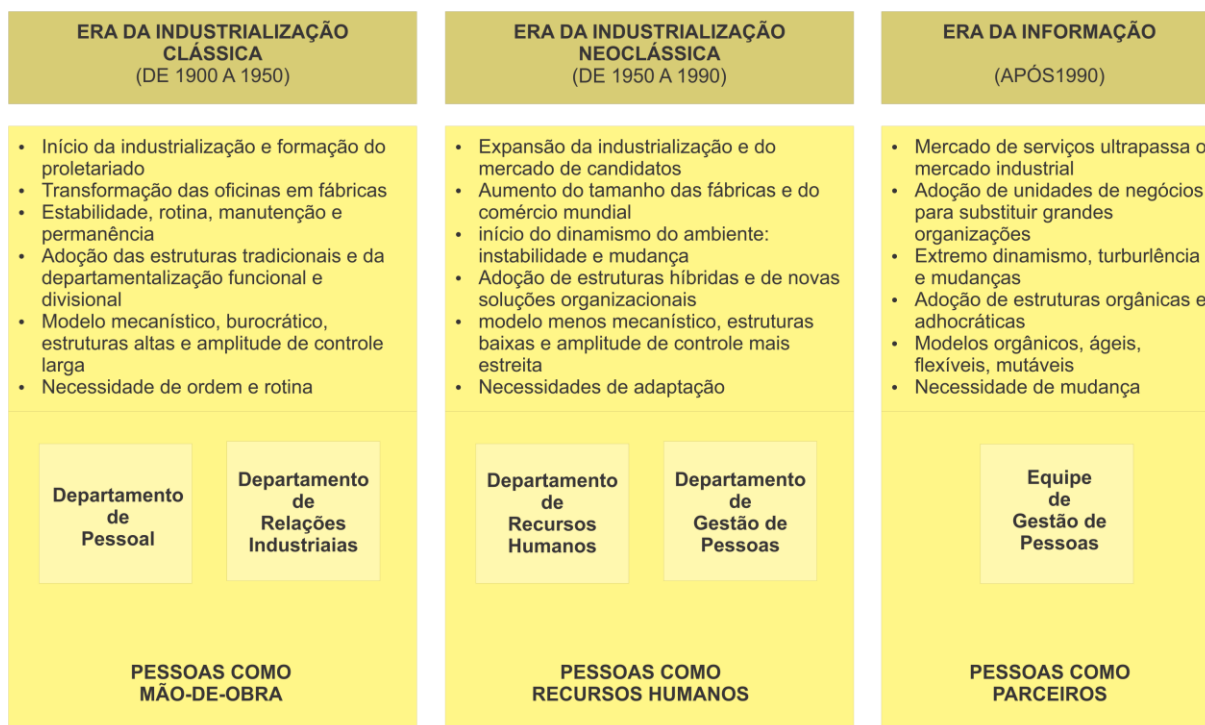 ERA DA INDUSTRIALIZAÇÃO
CLÁSSICA
(DE 1900 A 1950)
• Início da industrialização e formação do
proletariado
• Transformação das oficinas em fábricas
• Estabilidade, rotina, manutenção e
permanência
• Adoção das estruturas tradicionais e da
departamentalização funcional e
divisional
• Modelo mecanístico, burocrático,
estruturas altas e amplitude de controle
larga
• Necessidade de ordem e rotina
Departamento
de
Pessoal
Departamento
de
Relações
Industriaias
PESSOAS COMO
MÃO-DE-OBRA
ERA DA INDUSTRIALIZAÇÃO
NEOCLÁSSICA
(DE 1950 A 1990)
• Expansão da industrialização e do
mercado de candidatos
• Aumento do tamanho das fábricas e do
comércio mundial
• início do dinamismo do ambiente:
instabilidade e mudança
• Adoção de estruturas híbridas e de novas
soluções organizacionais
• modelo menos mecanístico, estruturas
baixas e amplitude de controle mais
estreita
• Necessidades de adaptação
Departamento
de
Recursos
Humanos
Departamento
de
Gestão de
Pessoas
PESSOAS COMO
RECURSOS HUMANOS
ERA DA INFORMAÇÃO
(APÓS1990)
• Mercado de serviços ultrapassa o
mercado industrial
• Adoção de unidades de negócios
para substituir grandes
organizações
• Extremo dinamismo, turburlência
e mudanças
• Adoção de estruturas orgânicas e
adhocráticas
• Modelos orgânicos, ágeis,
flexíveis, mutáveis
• Necessidade de mudança
Equipe
de
Gestão de
Pessoas
PESSOAS COMO
PARCEIROS